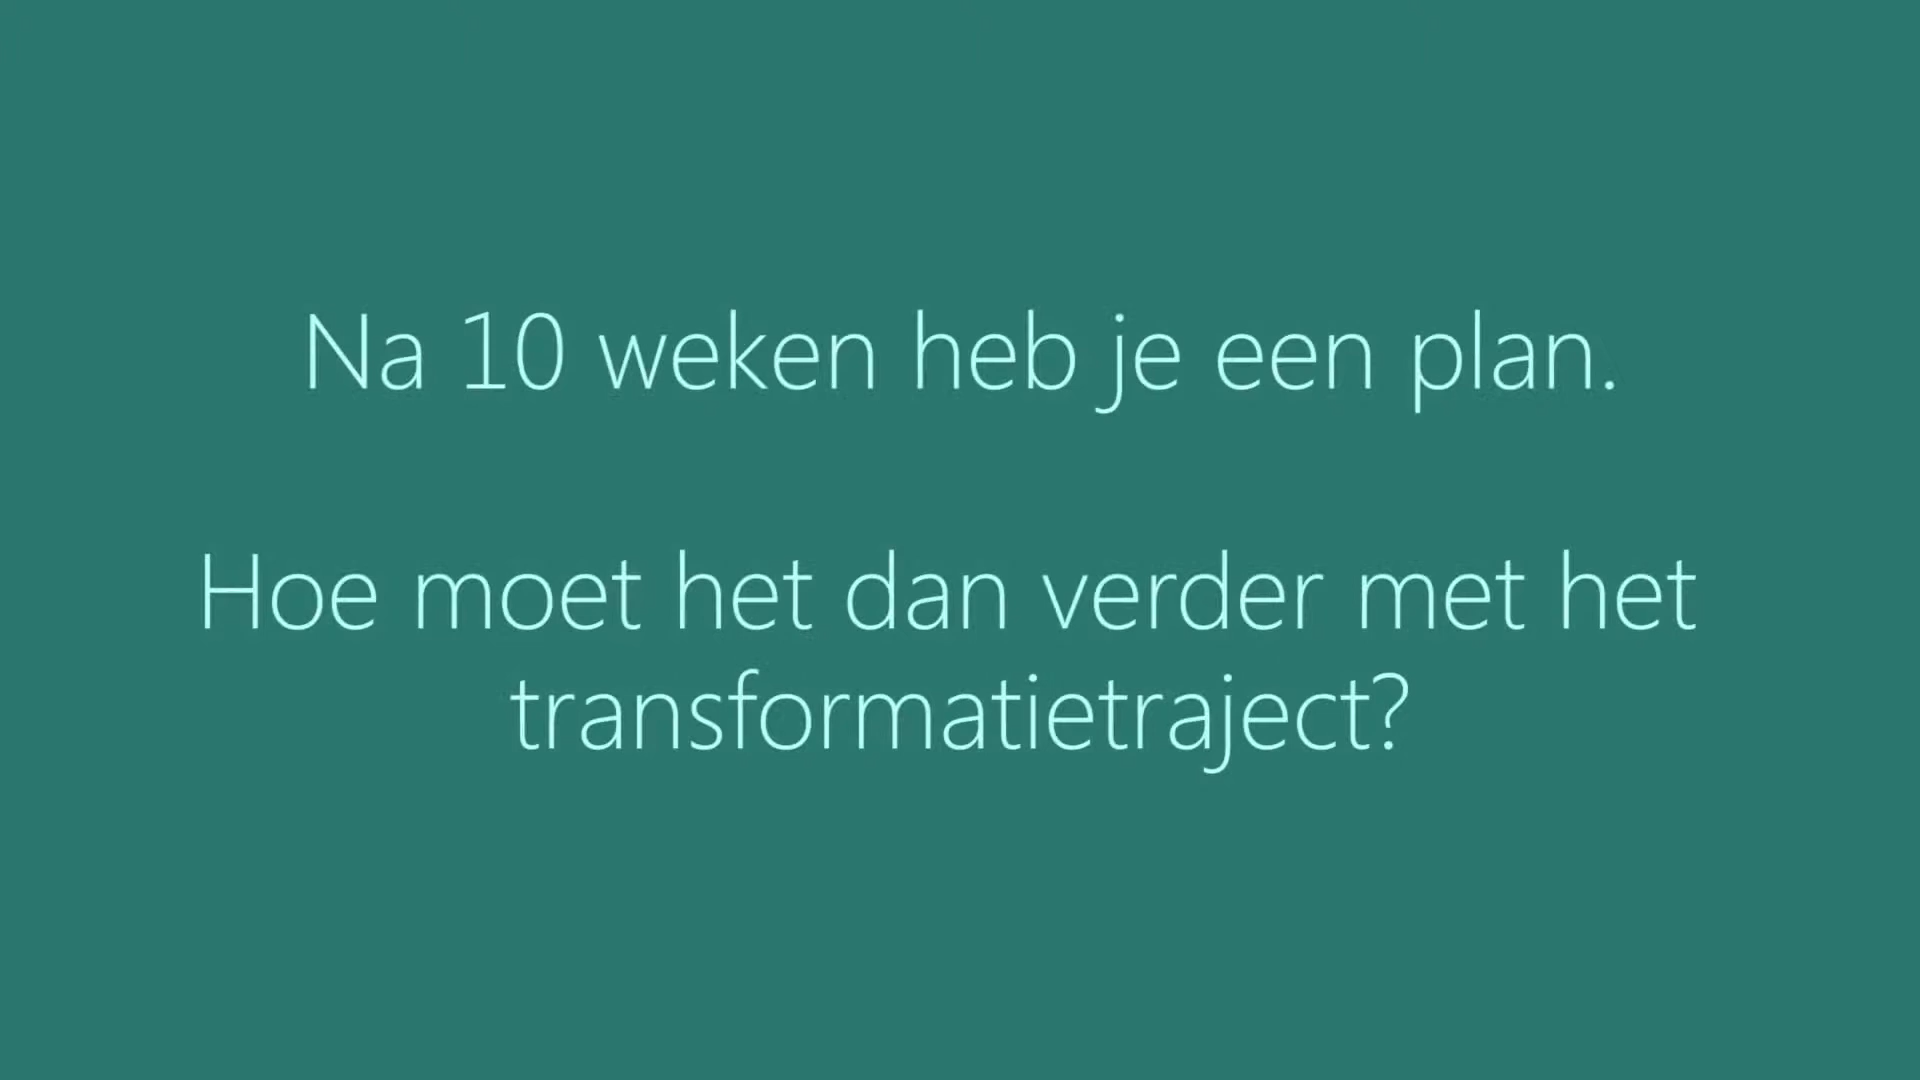 Na 10 weken heb je een plan.
Hoe moet het dan verder met het
transformatietraject?